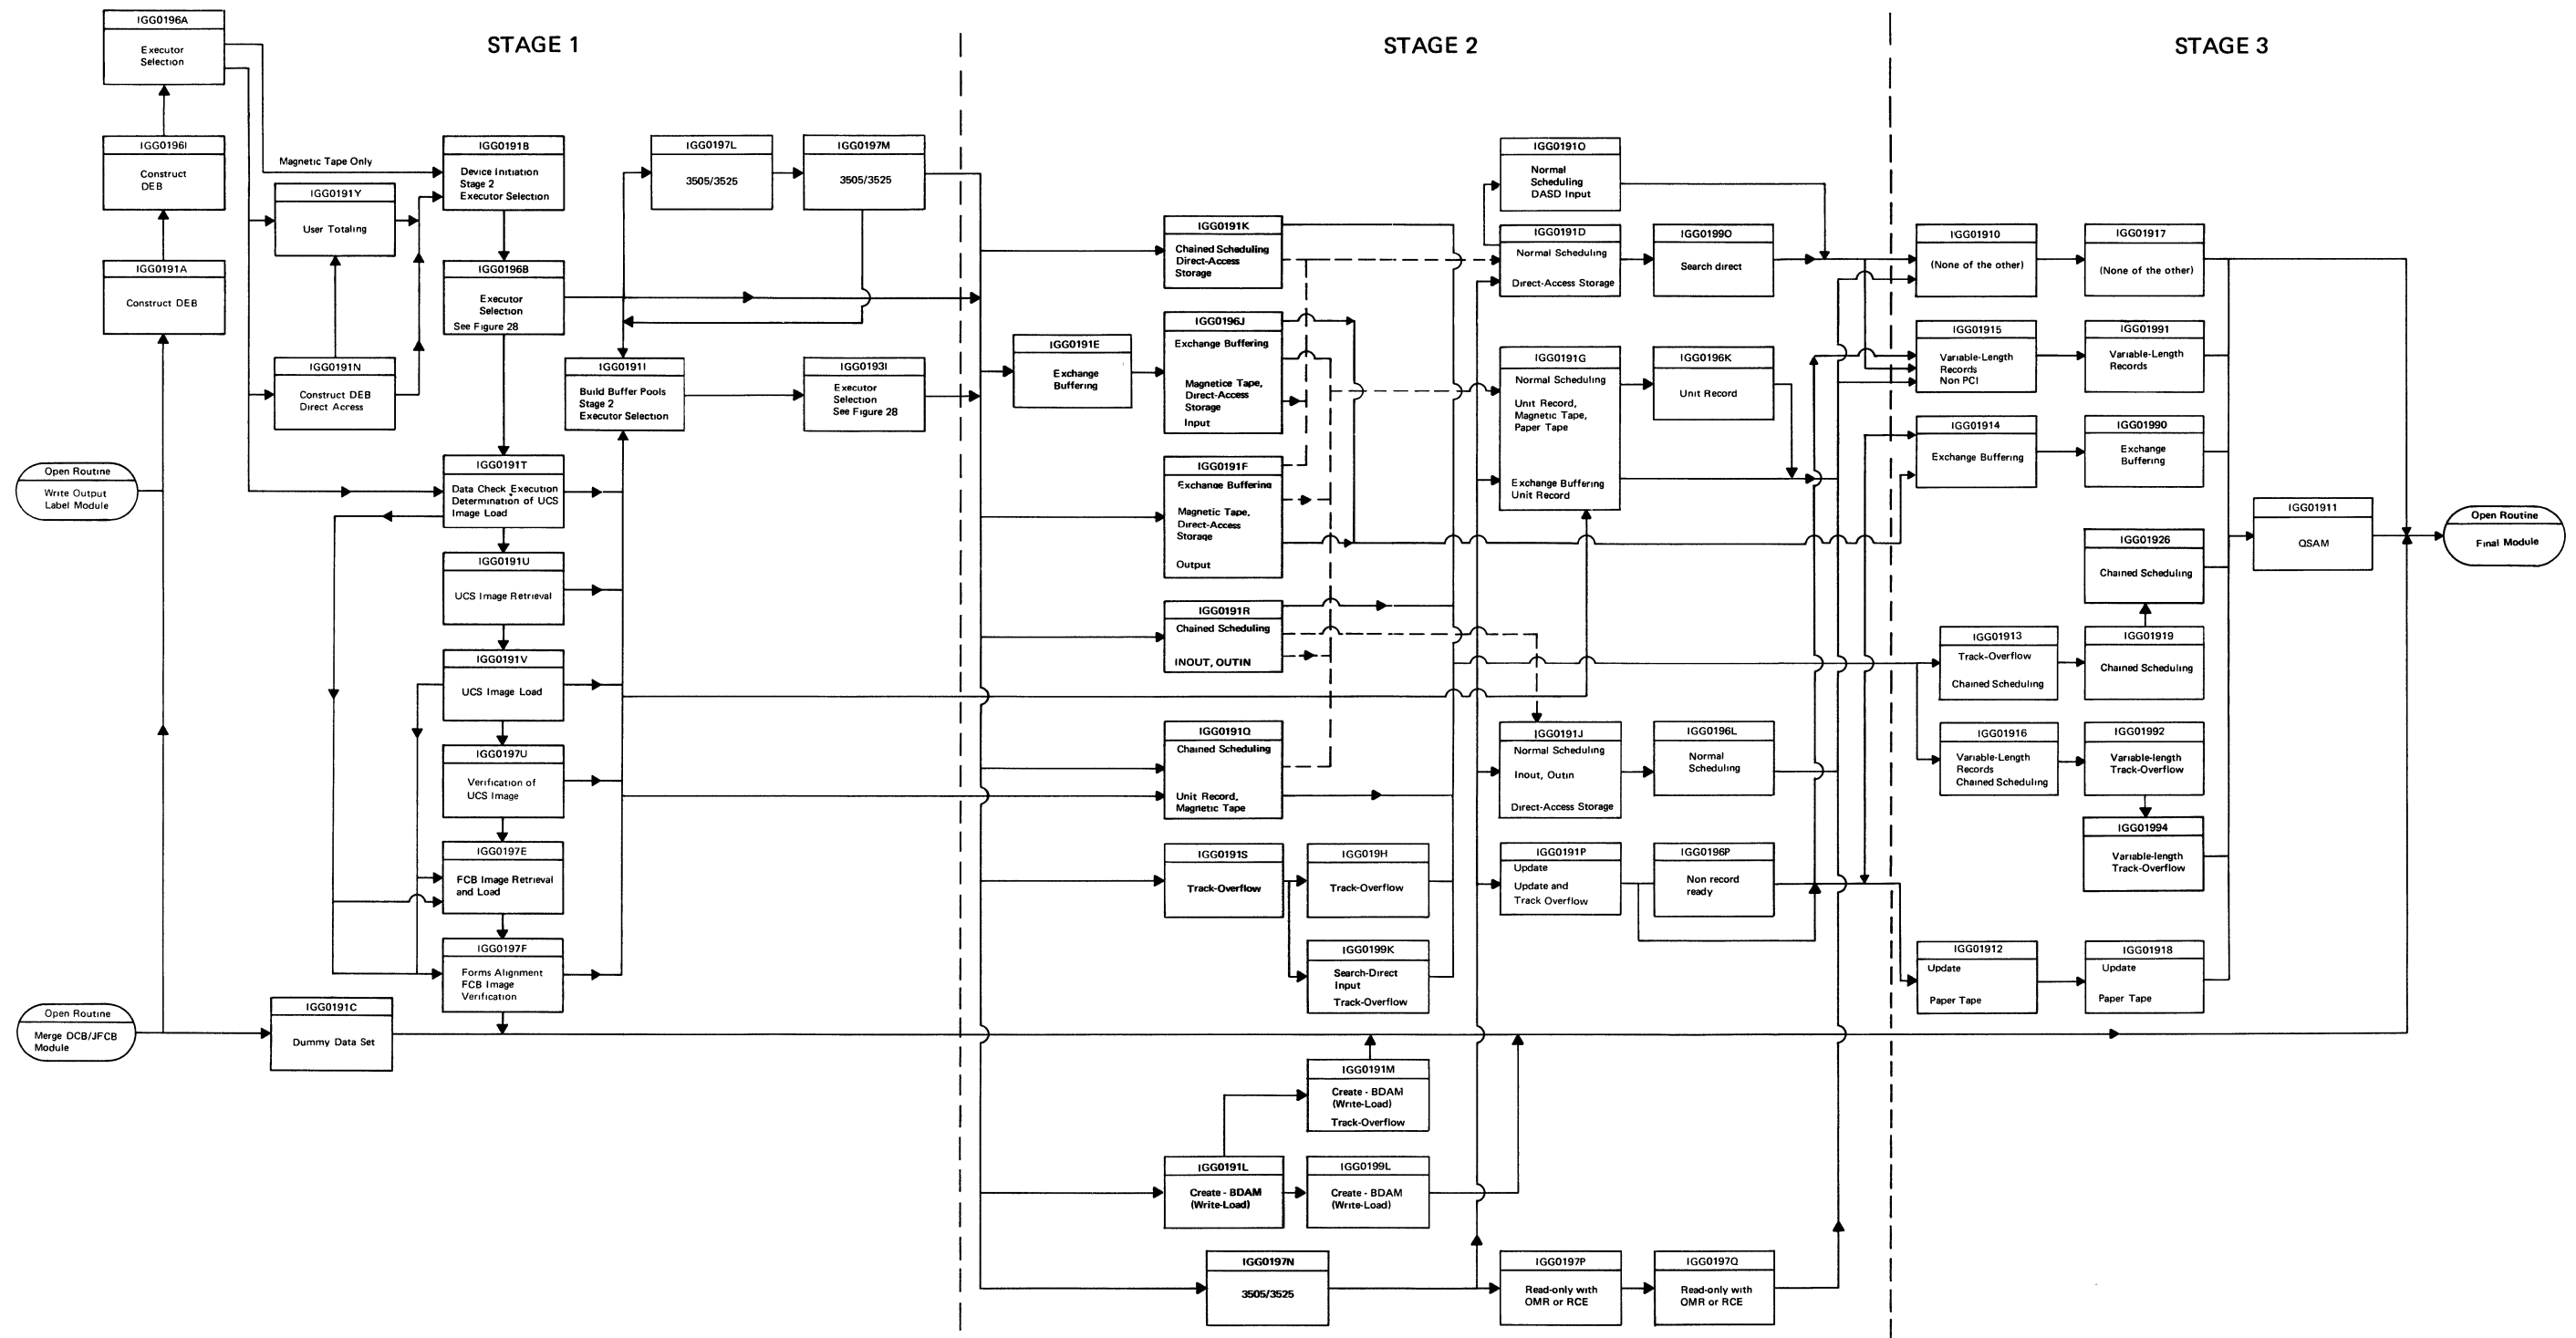 STAGE 1
STAGE 2
STAGE 3
IGG0196A
Executor
Selection
IGG0196I
Construct
DEB
IGG0191A
Construct DEB
Open Routine
Write Output
Label Module
Open Routine
Merge DCB/JFCB
Module
Magnetic Tape Only
IGG0191Y
User Totaling
IGG0191N
Construct DEB
Direct Access
IGG0191C
Dummy Data Set
IGG0191B
Device Initiation
Stage 2
Executor Selection
IGG0196B
Executor
Selection
See Figure 28
IGG0191T
Data Check Execution
Determination of UCS
Image Load
IGG0191U
UCS Image Retrieval
IGG0191V
UCS Image Load
IGG0197U
Verification of
UCS Image
IGG0197E
FCB Image Retrieval
and Load
IGG0197F
Forms Alignment
FCB Image
Verification
IGG0197L
3505/3525
IGG0197M
3505/3525
IGG0191I
Build Buffer Pools
Stage 2
Executor Selection
IGG0193I
Executor
Selection
See Figure 28
IGG0191E
Exchange
Buffering
IGG0191K
Chained Scheduling
Direct-Access
Storage
IGG0196J
Exchange Buffering
Magnetice Tape,
Direct-Access
Storage
Input
IGG0191F
Exchange Buffering
Magnetic Tape,
Direct-Access
Storage
Output
IGG0191R
Chained Scheduling
INOUT, OUTIN
IGG0191Q
Chained Scheduling
Unit Record,
Magnetic Tape
IGG0191S
Track-Overflow
IGG019H
Track-Overflow
IGG0199K
Search-Direct
Input
Track-Overflow
IGG0191M
Create - BDAM
(Write-Load)
Track-Overflow
IGG0191L
Create - BDAM
(Write-Load)
IGG0199L
Create - BDAM
(Write-Load)
IGG0197N
3505/3525
IGG0191O
Normal
Scheduling
DASD Input
IGG0191D
Normal Scheduling
Direct-Access Storage
IGG0199O
Search direct
IGG0191G
Normal Scheduling
Unit Record,
Magnetic Tape,
Paper Tape
Exchange Buffering
Unit Record
IGG0196K
Unit Record
IGG0191J
Normal Scheduling
Inout, Outin
Direct-Access Storage
IGG0196L
Normal
Scheduling
IGG0191P
Update
Update and
Track Overflow
IGG0196P
Non record
ready
IGG0197P
Read-only with
OMR or RCE
IGG0197Q
Read-only with
OMR or RCE
IGG01910
(None of the other)
IGG01917
(None of the other)
IGG01915
Variable-Length
Records
Non PCI
IGG01991
Variable-Length
Records
IGG01914
Exchange Buffering
IGG01990
Exchange
Buffering
IGG01926
Chained Scheduling
IGG01913
Track-Overflow
Chained Scheduling
IGG01919
Chained Scheduling
IGG01916
Variable-Length
Records
Chained Scheduling
IGG01992
Variable-length
Track-Overflow
IGG01994
Variable-length
Track-Overflow
IGG01912
Update
Paper Tape
IGG01918
Update
Paper Tape
IGG01911
QSAM
Open Routine
Final Module